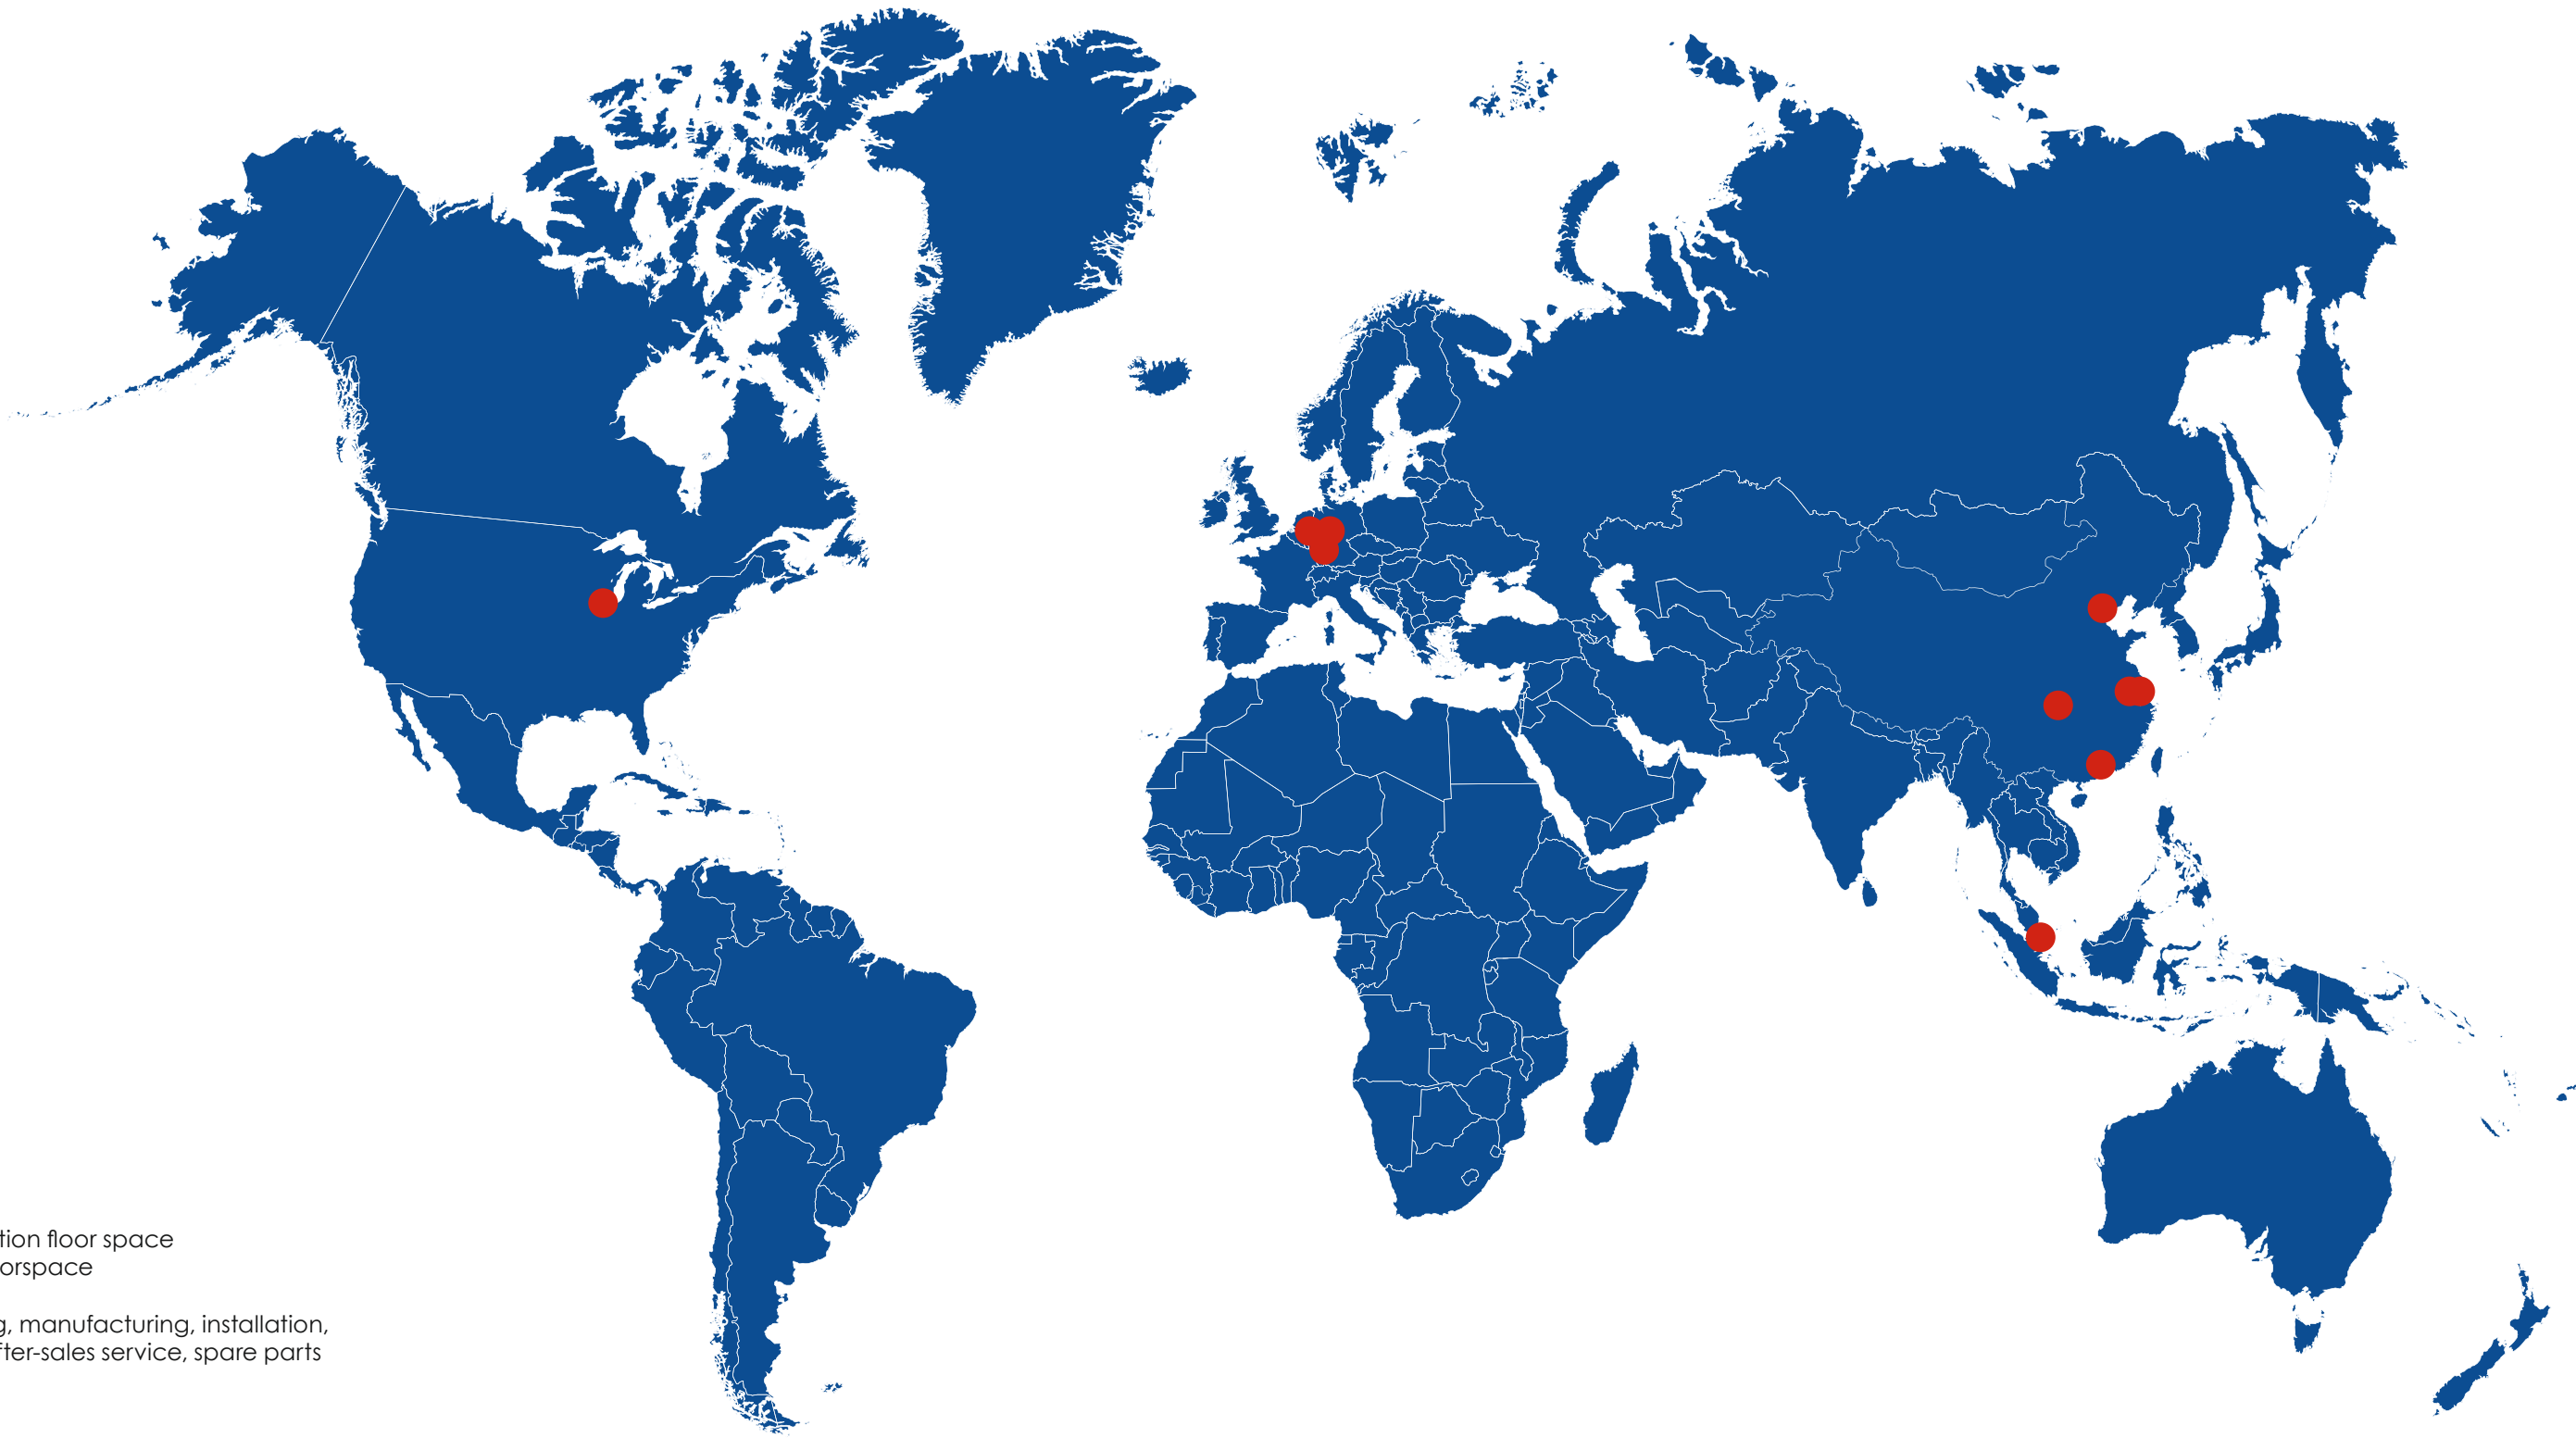 tion floor space
orspace
g, manufacturing, installation,
fter-sales service, spare parts